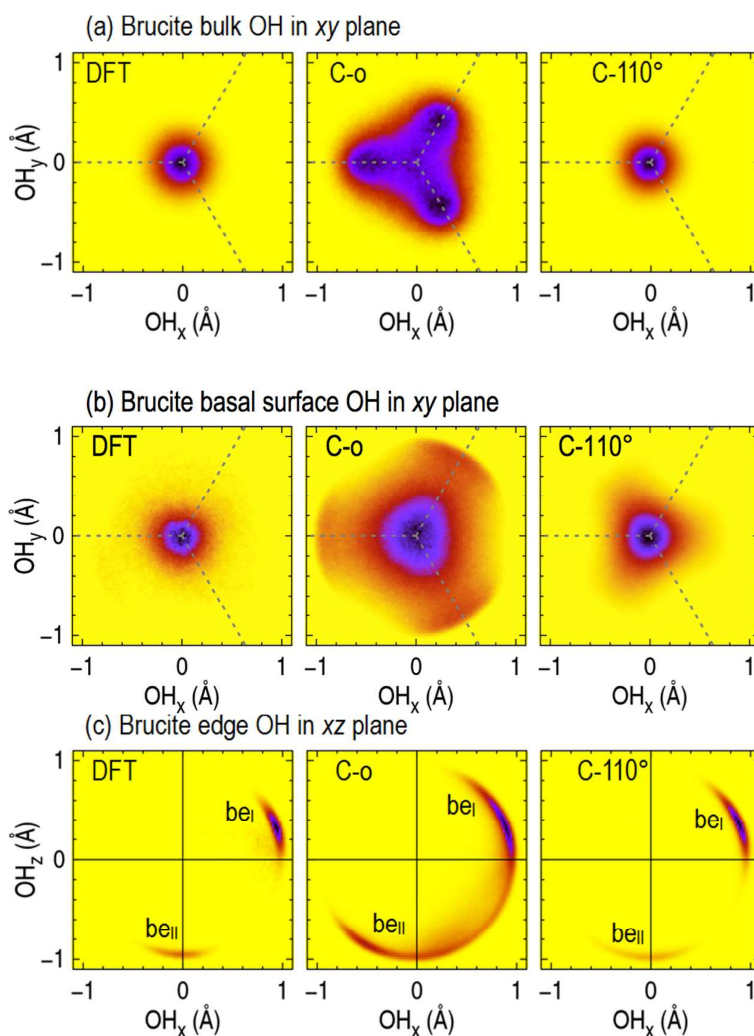 (a) Brucite bulk OH in xy plane
DFT C-o C-110°
1
0
−1
OHy (Å)
−1 0 1 −1 0 1 −1 0 1
OHx (Å) OHx (Å) OHx (Å)
(b) Brucite basal surface OH in xy plane
DFT C-o C-110°
1
0
−1
OHy (Å)
−1 0 1 −1 0 1 −1 0 1
OHx (Å) OHx (Å) OHx (Å)
(c) Brucite edge OH in xz plane
DFT C-o C-110°
1
0
−1
OHz (Å)
beI beI beI
beII beII beII
−1 0 1 −1 0 1 −1 0 1
OHx (Å) OHx (Å) OHx (Å)